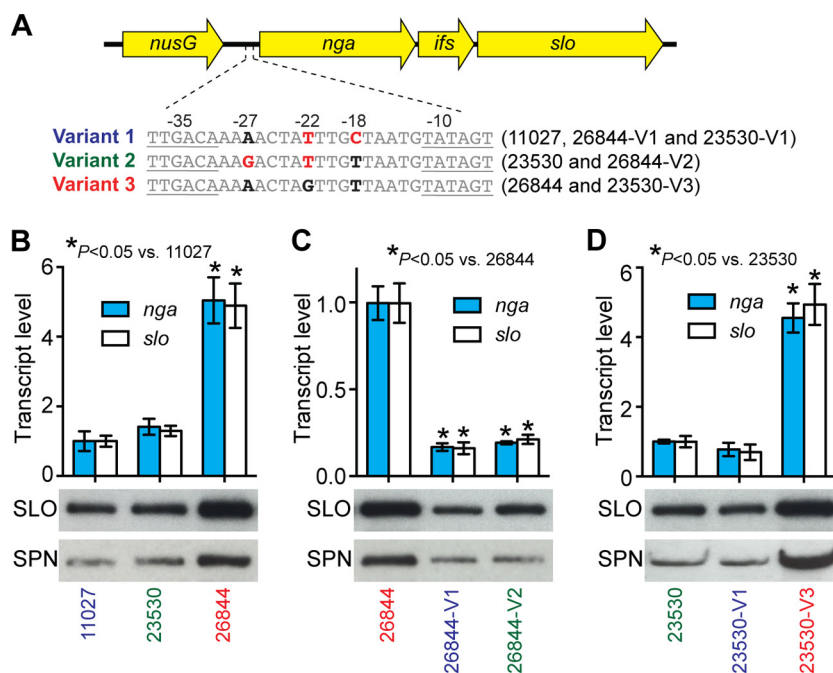 A
nusG nga ifs slo
-35 -27 -22 -18 -10
Variant 1 TTGACAAAAACTATTTGCTAATGTATAGT (11027, 26844-V1 and 23530-V1)
Variant 2 TTGACAAAGACTATTTGTTAATGTATAGT (23530 and 26844-V2)
Variant 3 TTGACAAAAACTAGTTGTTAATGTATAGT (26844 and 23530-V3)
B
*P<0.05 vs. 11027
Transcript level
6
4
2
0
nga
slo
* *
SLO
SPN
11027
23530
26844
C
*P<0.05 vs. 26844
Transcript level
1.0
0.5
0.0
nga
slo
* * * *
SLO
SPN
26844
26844-V1
26844-V2
D
*P<0.05 vs. 23530
Transcript level
6
4
2
0
nga
slo
* *
SLO
SPN
23530
23530-V1
23530-V3